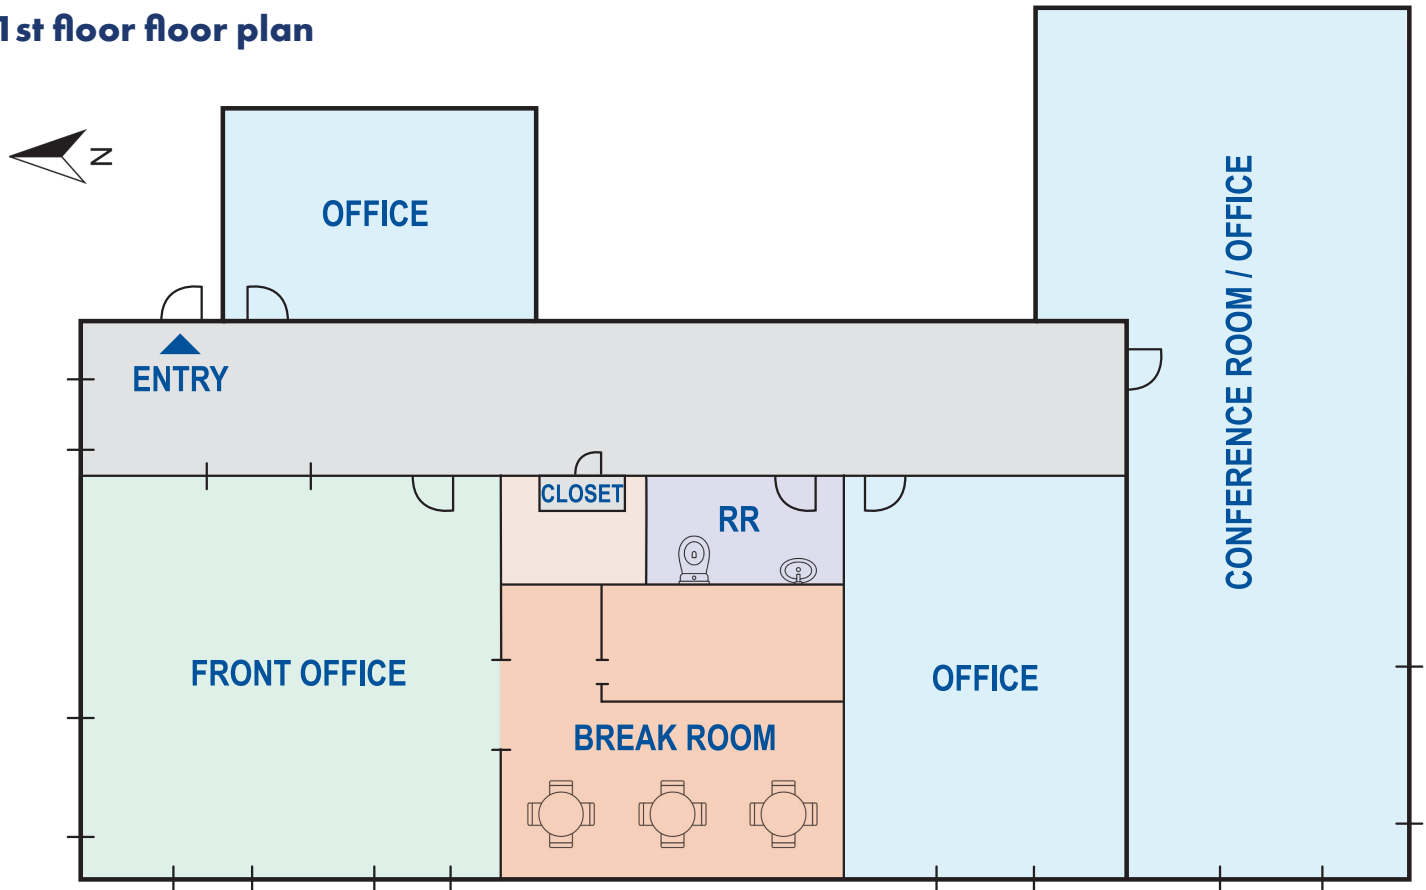 1st floor floor plan
N
OFFICE
ENTRY
CONFERENCE ROOM / OFFICE
CLOSET
RR
FRONT OFFICE
OFFICE
BREAK ROOM